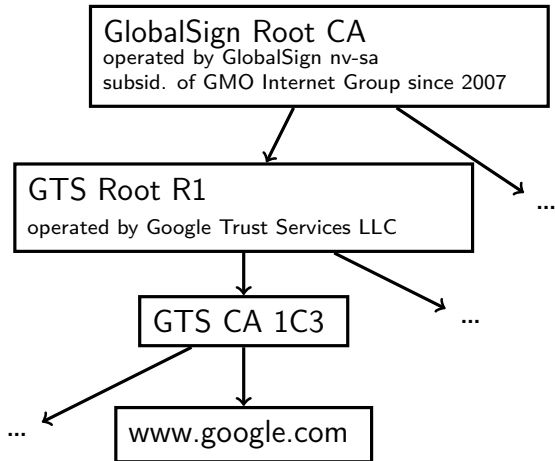 GlobalSign Root CA
operated by GlobalSign nv-sa
subsid. of GMO Internet Group since 2007
GTS Root R1
operated by Google Trust Services LLC
...
GTS CA 1C3
...
...
www.google.com